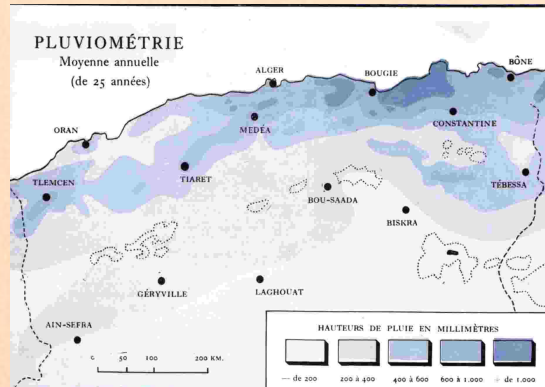 PLUVIOMÉTRIE
Moyenne annuelle
(de 25 années)
ALGER
BOUGIE
BÔNE
ORAN
MEDÉA
CONSTANTINE
TLEMCEN
TIARET
BOU-SAADA
TÉBESSA
BISKRA
GÉRYVILLE
LAGHOUAT
AIN-SEFRA
0 50 100 200 KM.
HAUTEURS DE PLUIE EN MILLIMÈTRES
— de 200
200 à 400
400 à 600
600 à 1.000
+ de 1.000